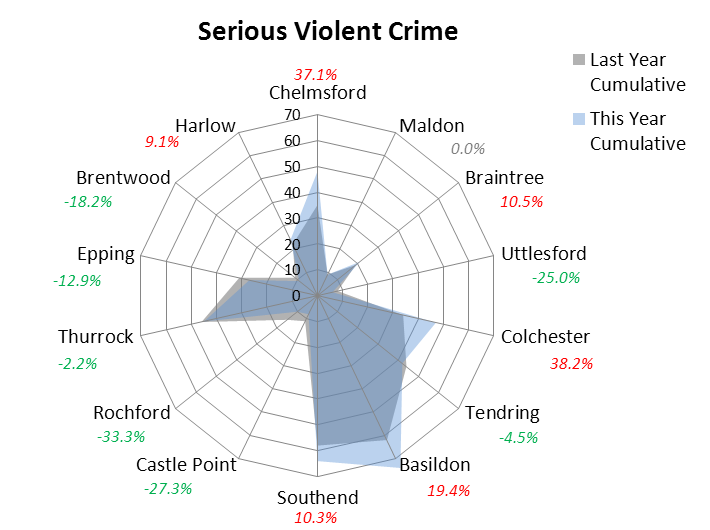 Serious Violent Crime
Last Year
Cumulative
This Year
Cumulative
37.1%
Chelmsford
Maldon
0.0%
Braintree
10.5%
Uttlesford
-25.0%
Colchester
38.2%
Tendring
-4.5%
Basildon
19.4%
Southend
10.3%
Castle Point
-27.3%
Rochford
-33.3%
Thurrock
-2.2%
Epping
-12.9%
Brentwood
-18.2%
Harlow
9.1%
70
60
50
40
30
20
10
0